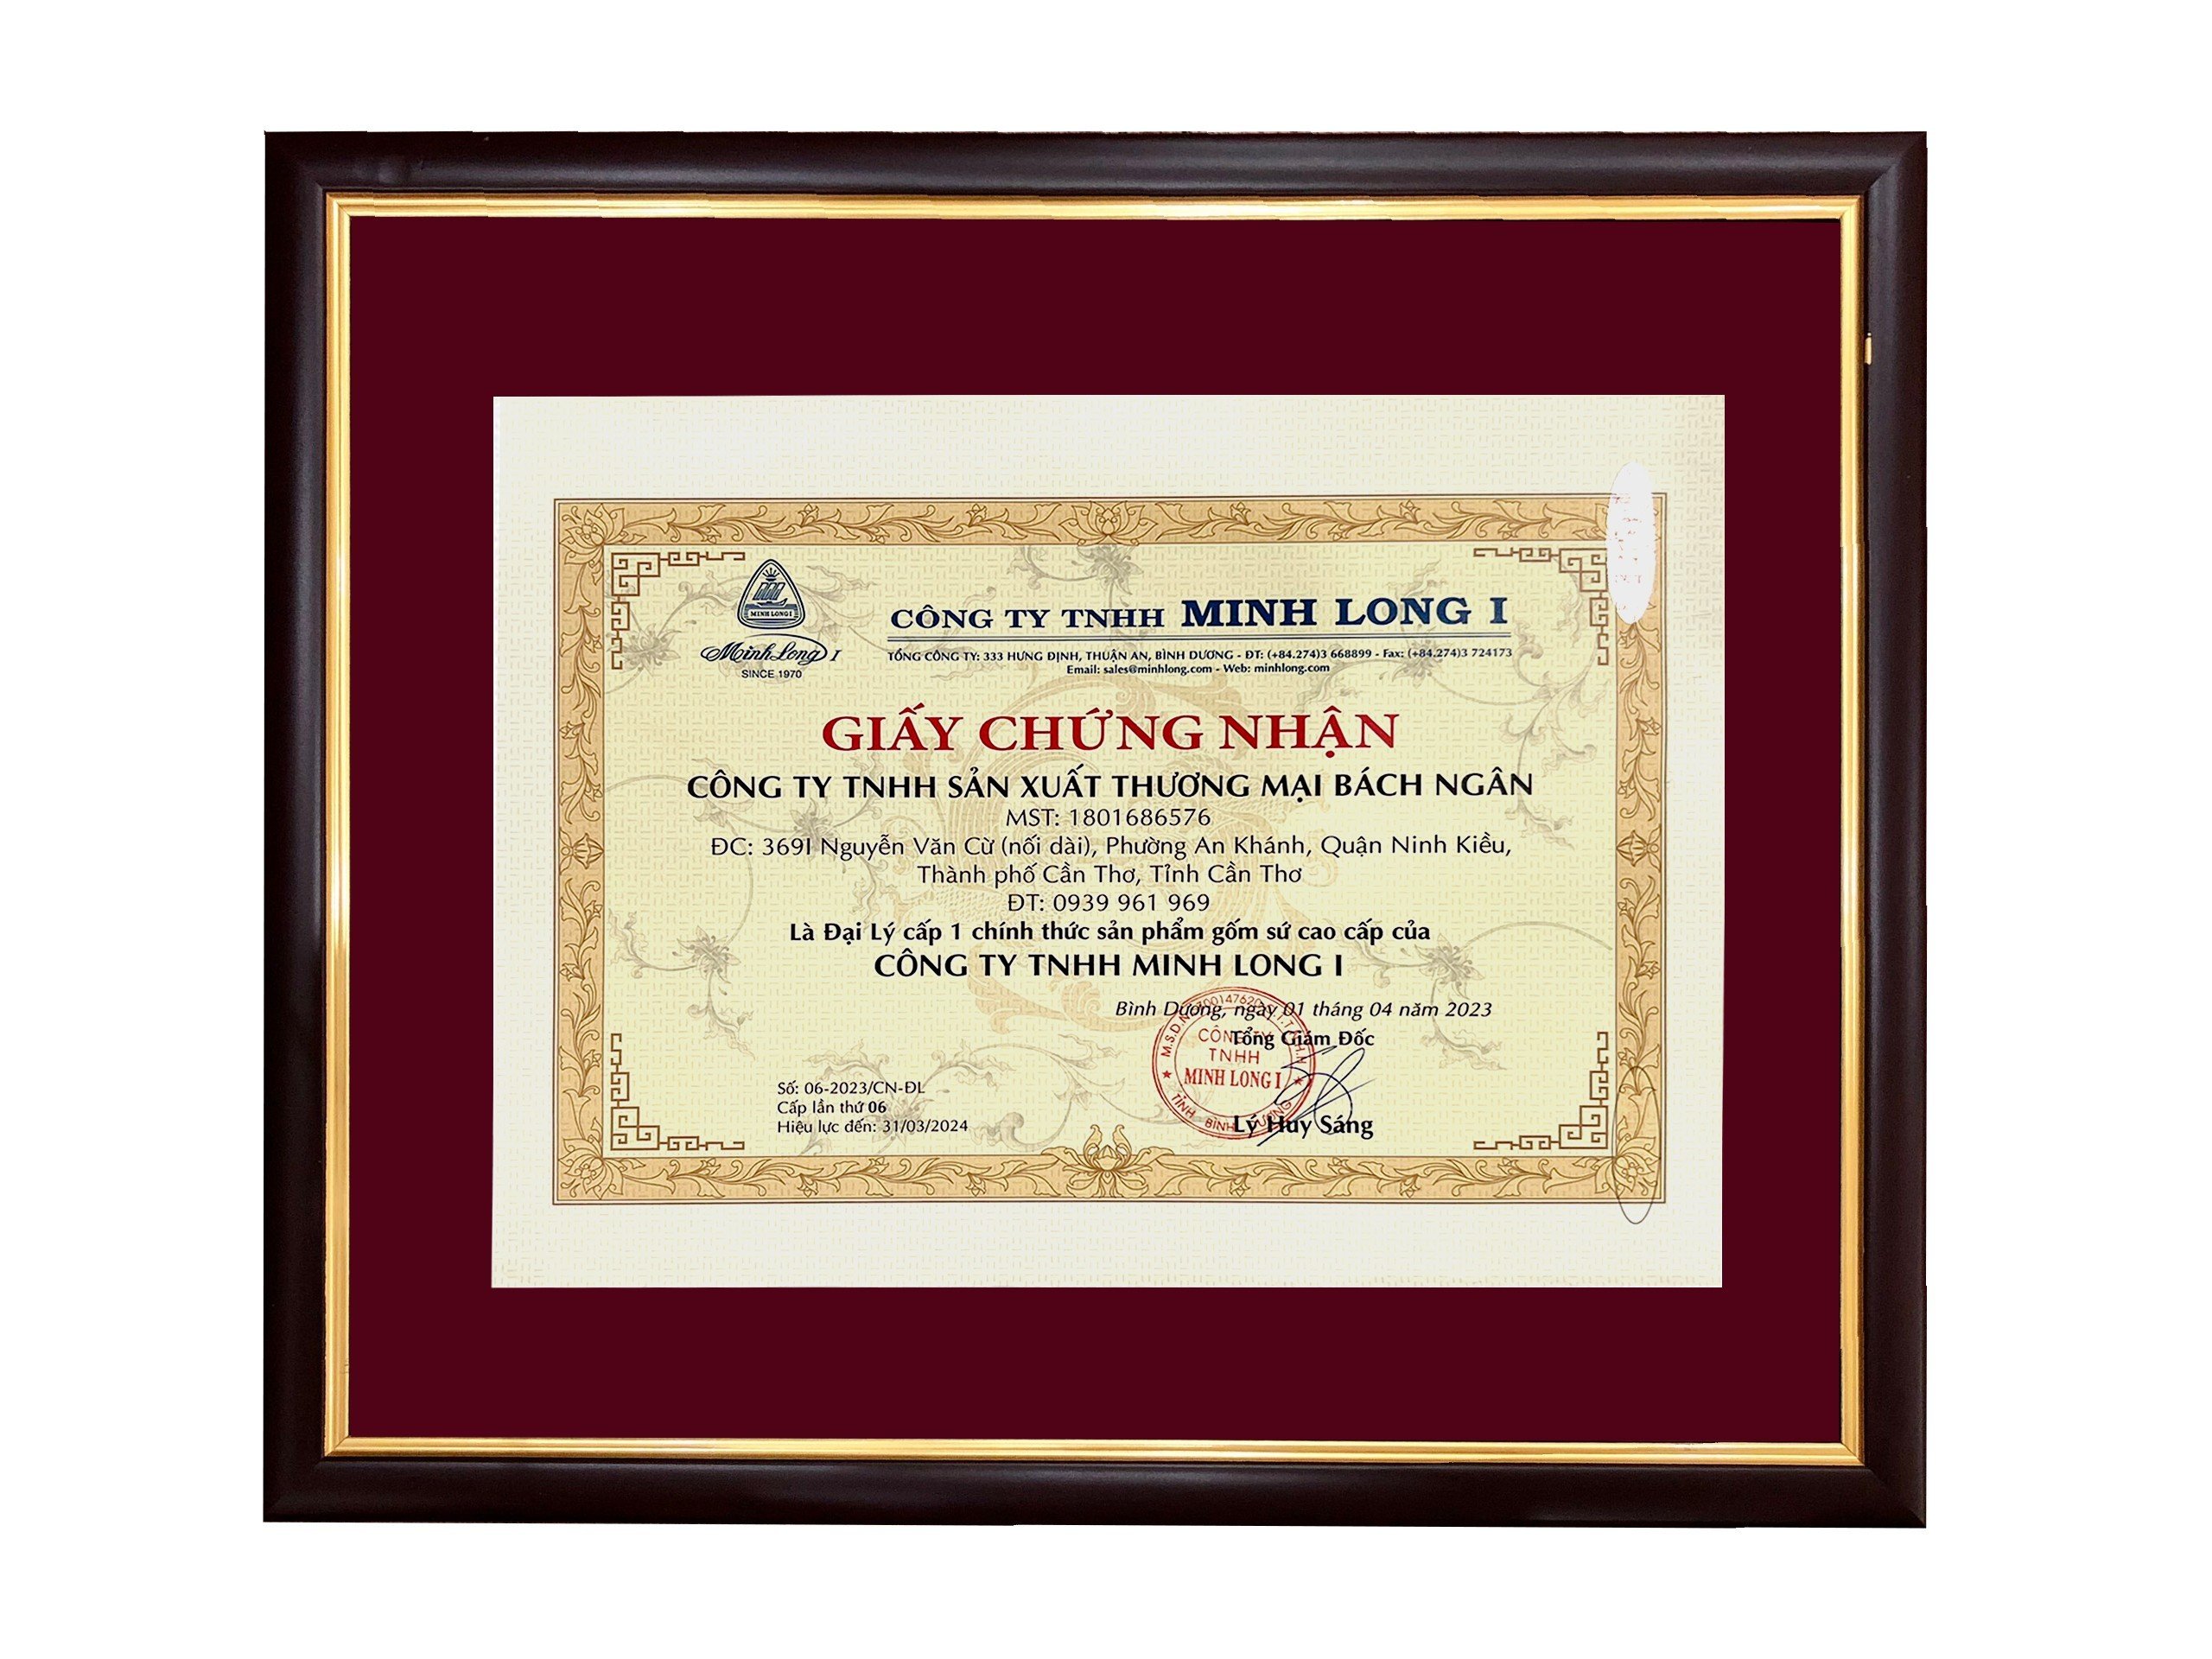 MINH LONG I
Minh Long I
SINCE 1970
CÔNG TY TNHH MINH LONG I
TỔNG CÔNG TY: 333 HƯNG ĐỊNH, THUẬN AN, BÌNH DƯƠNG - ĐT: (+84.274)3 668899 - Fax: (+84.274)3 724173
Email: sales@minhlong.com - Web: minhlong.com
GIẤY CHỨNG NHẬN
CÔNG TY TNHH SẢN XUẤT THƯƠNG MẠI BÁCH NGÂN
MST: 1801686576
ĐC: 369I Nguyễn Văn Cừ (nối dài), Phường An Khánh, Quận Ninh Kiều,
Thành phố Cần Thơ, Tỉnh Cần Thơ
ĐT: 0939 961 969
Là Đại Lý cấp 1 chính thức sản phẩm gốm sứ cao cấp của
CÔNG TY TNHH MINH LONG I
Bình Dương, ngày 01 tháng 04 năm 2023
Tổng Giám Đốc
CÔNG TY
TNHH
MINH LONG I
TỈNH BÌNH DƯƠNG
Lý Huy Sáng
Số: 06-2023/CN-ĐL
Cấp lần thứ 06
Hiệu lực đến: 31/03/2024